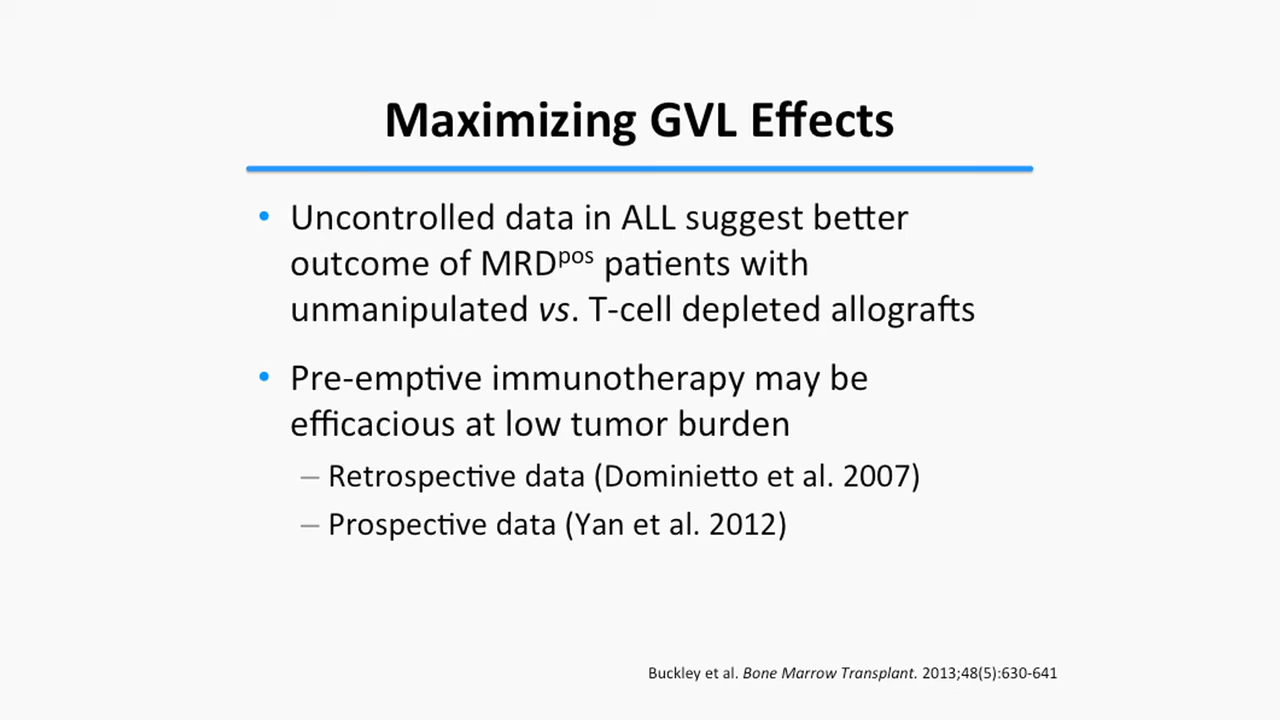 Maximizing GVL Effects
• Uncontrolled data in ALL suggest better
outcome of MRDpos patients with
unmanipulated vs. T-cell depleted allografts
• Pre-emptive immunotherapy may be
efficacious at low tumor burden
– Retrospective data (Dominietto et al. 2007)
– Prospective data (Yan et al. 2012)
Buckley et al. Bone Marrow Transplant. 2013;48(5):630-641